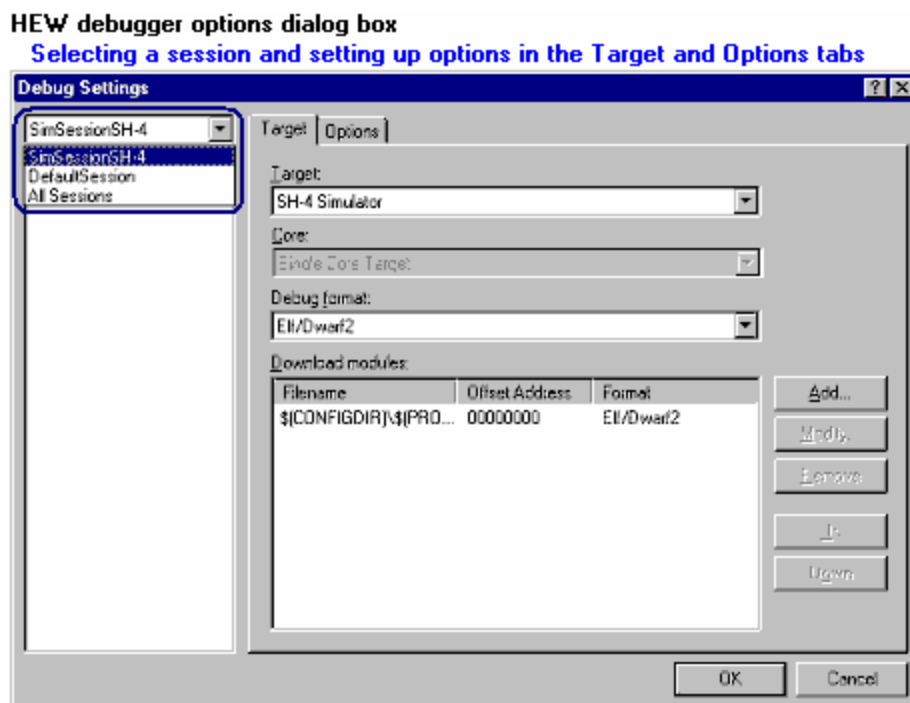 HEW debugger options dialog box
Selecting a session and setting up options in the Target and Options tabs
Debug Settings
SimSessionSH-4
SimSessionSH-4
DefaultSession
All Sessions
Target
Options
Target:
SH-4 Simulator
Core:
Single Core Target
Debug format:
Elf/Dwarf2
Download modules:
Filename Offset Address Format
$(CONFIGDIR)\$(PRO... 00000000 Elf/Dwarf2
Add...
Modify..
Remove
Up
Down
OK
Cancel